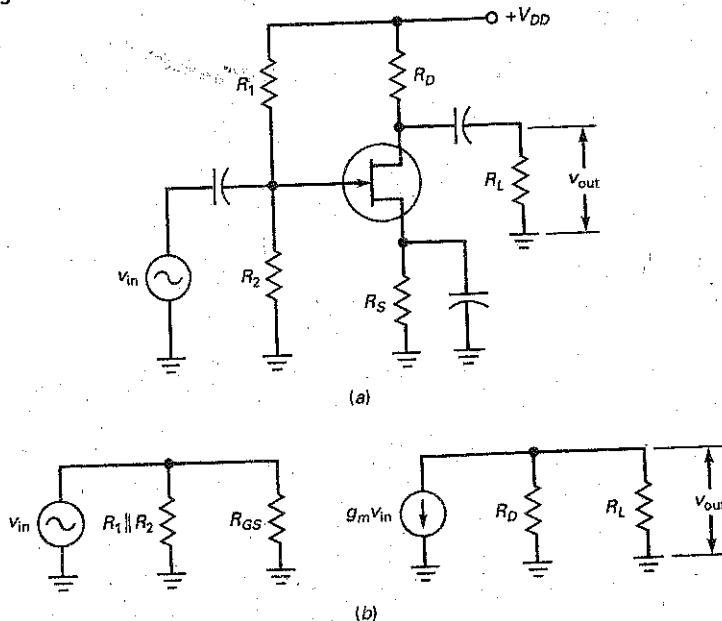 +V_DD
R_1
R_D
R_L
v_out
v_in
R_2
R_S
(a)
v_in
R_1 || R_2
R_GS
g_m v_in
R_D
R_L
v_out
(b)